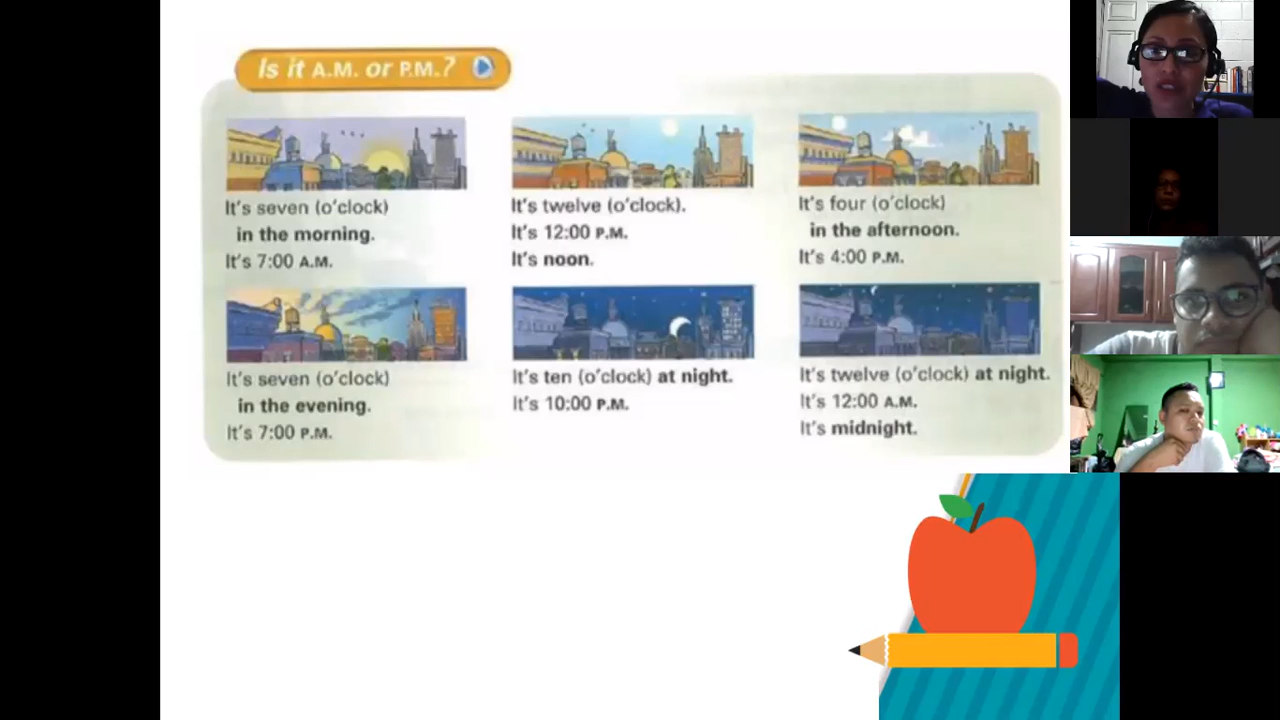 Is it A.M. or P.M.?
It's seven (o'clock)
in the morning.
It's 7:00 A.M.
It's twelve (o'clock).
It's 12:00 P.M.
It's noon.
It's four (o'clock)
in the afternoon.
It's 4:00 P.M.
It's seven (o'clock)
in the evening.
It's 7:00 P.M.
It's ten (o'clock) at night.
It's 10:00 P.M.
It's twelve (o'clock) at night.
It's 12:00 A.M.
It's midnight.